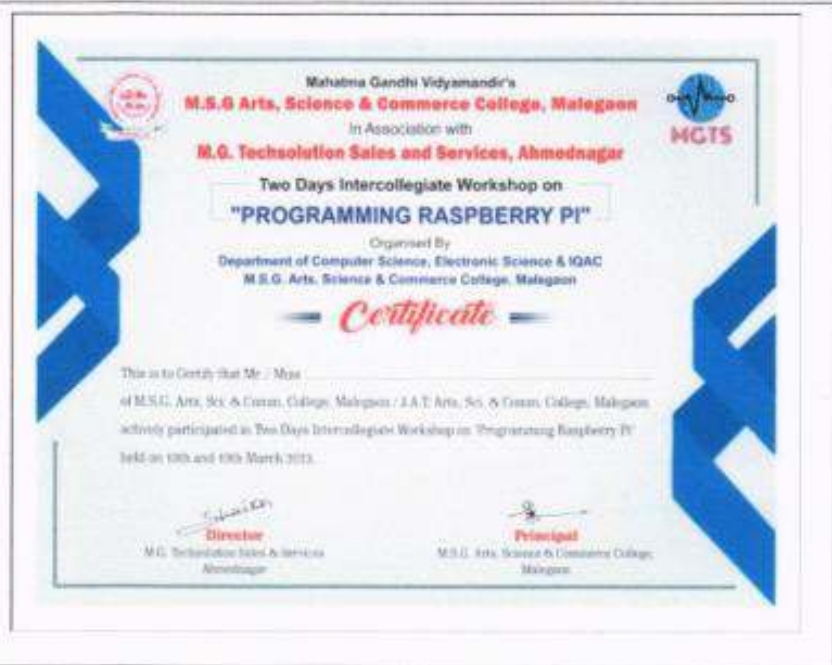 Mahatma Gandhi Vidyamandir's
M.S.G Arts, Science & Commerce College, Malegaon
In Association with
M.G. Techsolution Sales and Services, Ahmednagar
MGTS
Two Days Intercollegiate Workshop on
"PROGRAMMING RASPBERRY PI"
Organised By
Department of Computer Science, Electronic Science & IQAC
M.S.G. Arts, Science & Commerce College, Malegaon
Certificate
This is to Certify that Mr. / Miss
of M.S.G. Arts, Sci. & Comm. College, Malegaon / J.A.T. Arts, Sci. & Comm. College, Malegaon
actively participated in Two Days Intercollegiate Workshop on "Programming Raspberry Pi"
held on and March
Director
M.G. Techsolution Sales & Services
Ahmednagar
Principal
M.S.G. Arts, Science & Commerce College,
Malegaon